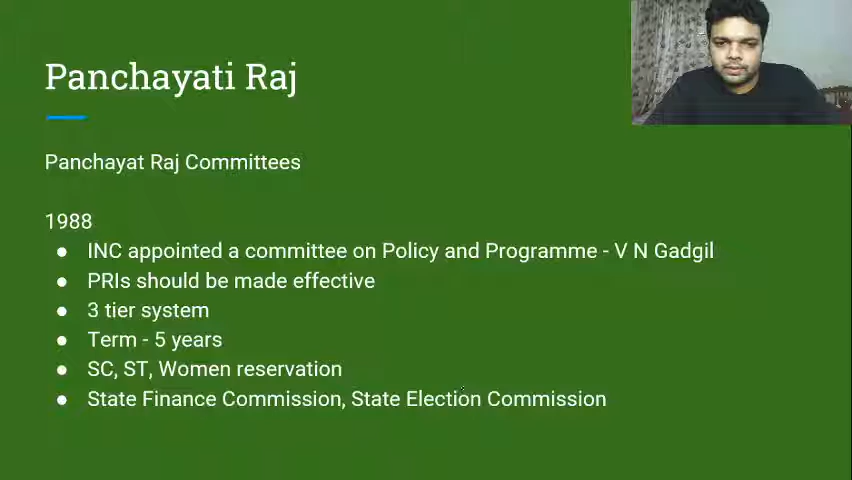 Panchayati Raj
Panchayat Raj Committees
1988
● INC appointed a committee on Policy and Programme - V N Gadgil
● PRIs should be made effective
● 3 tier system
● Term - 5 years
● SC, ST, Women reservation
● State Finance Commission, State Election Commission